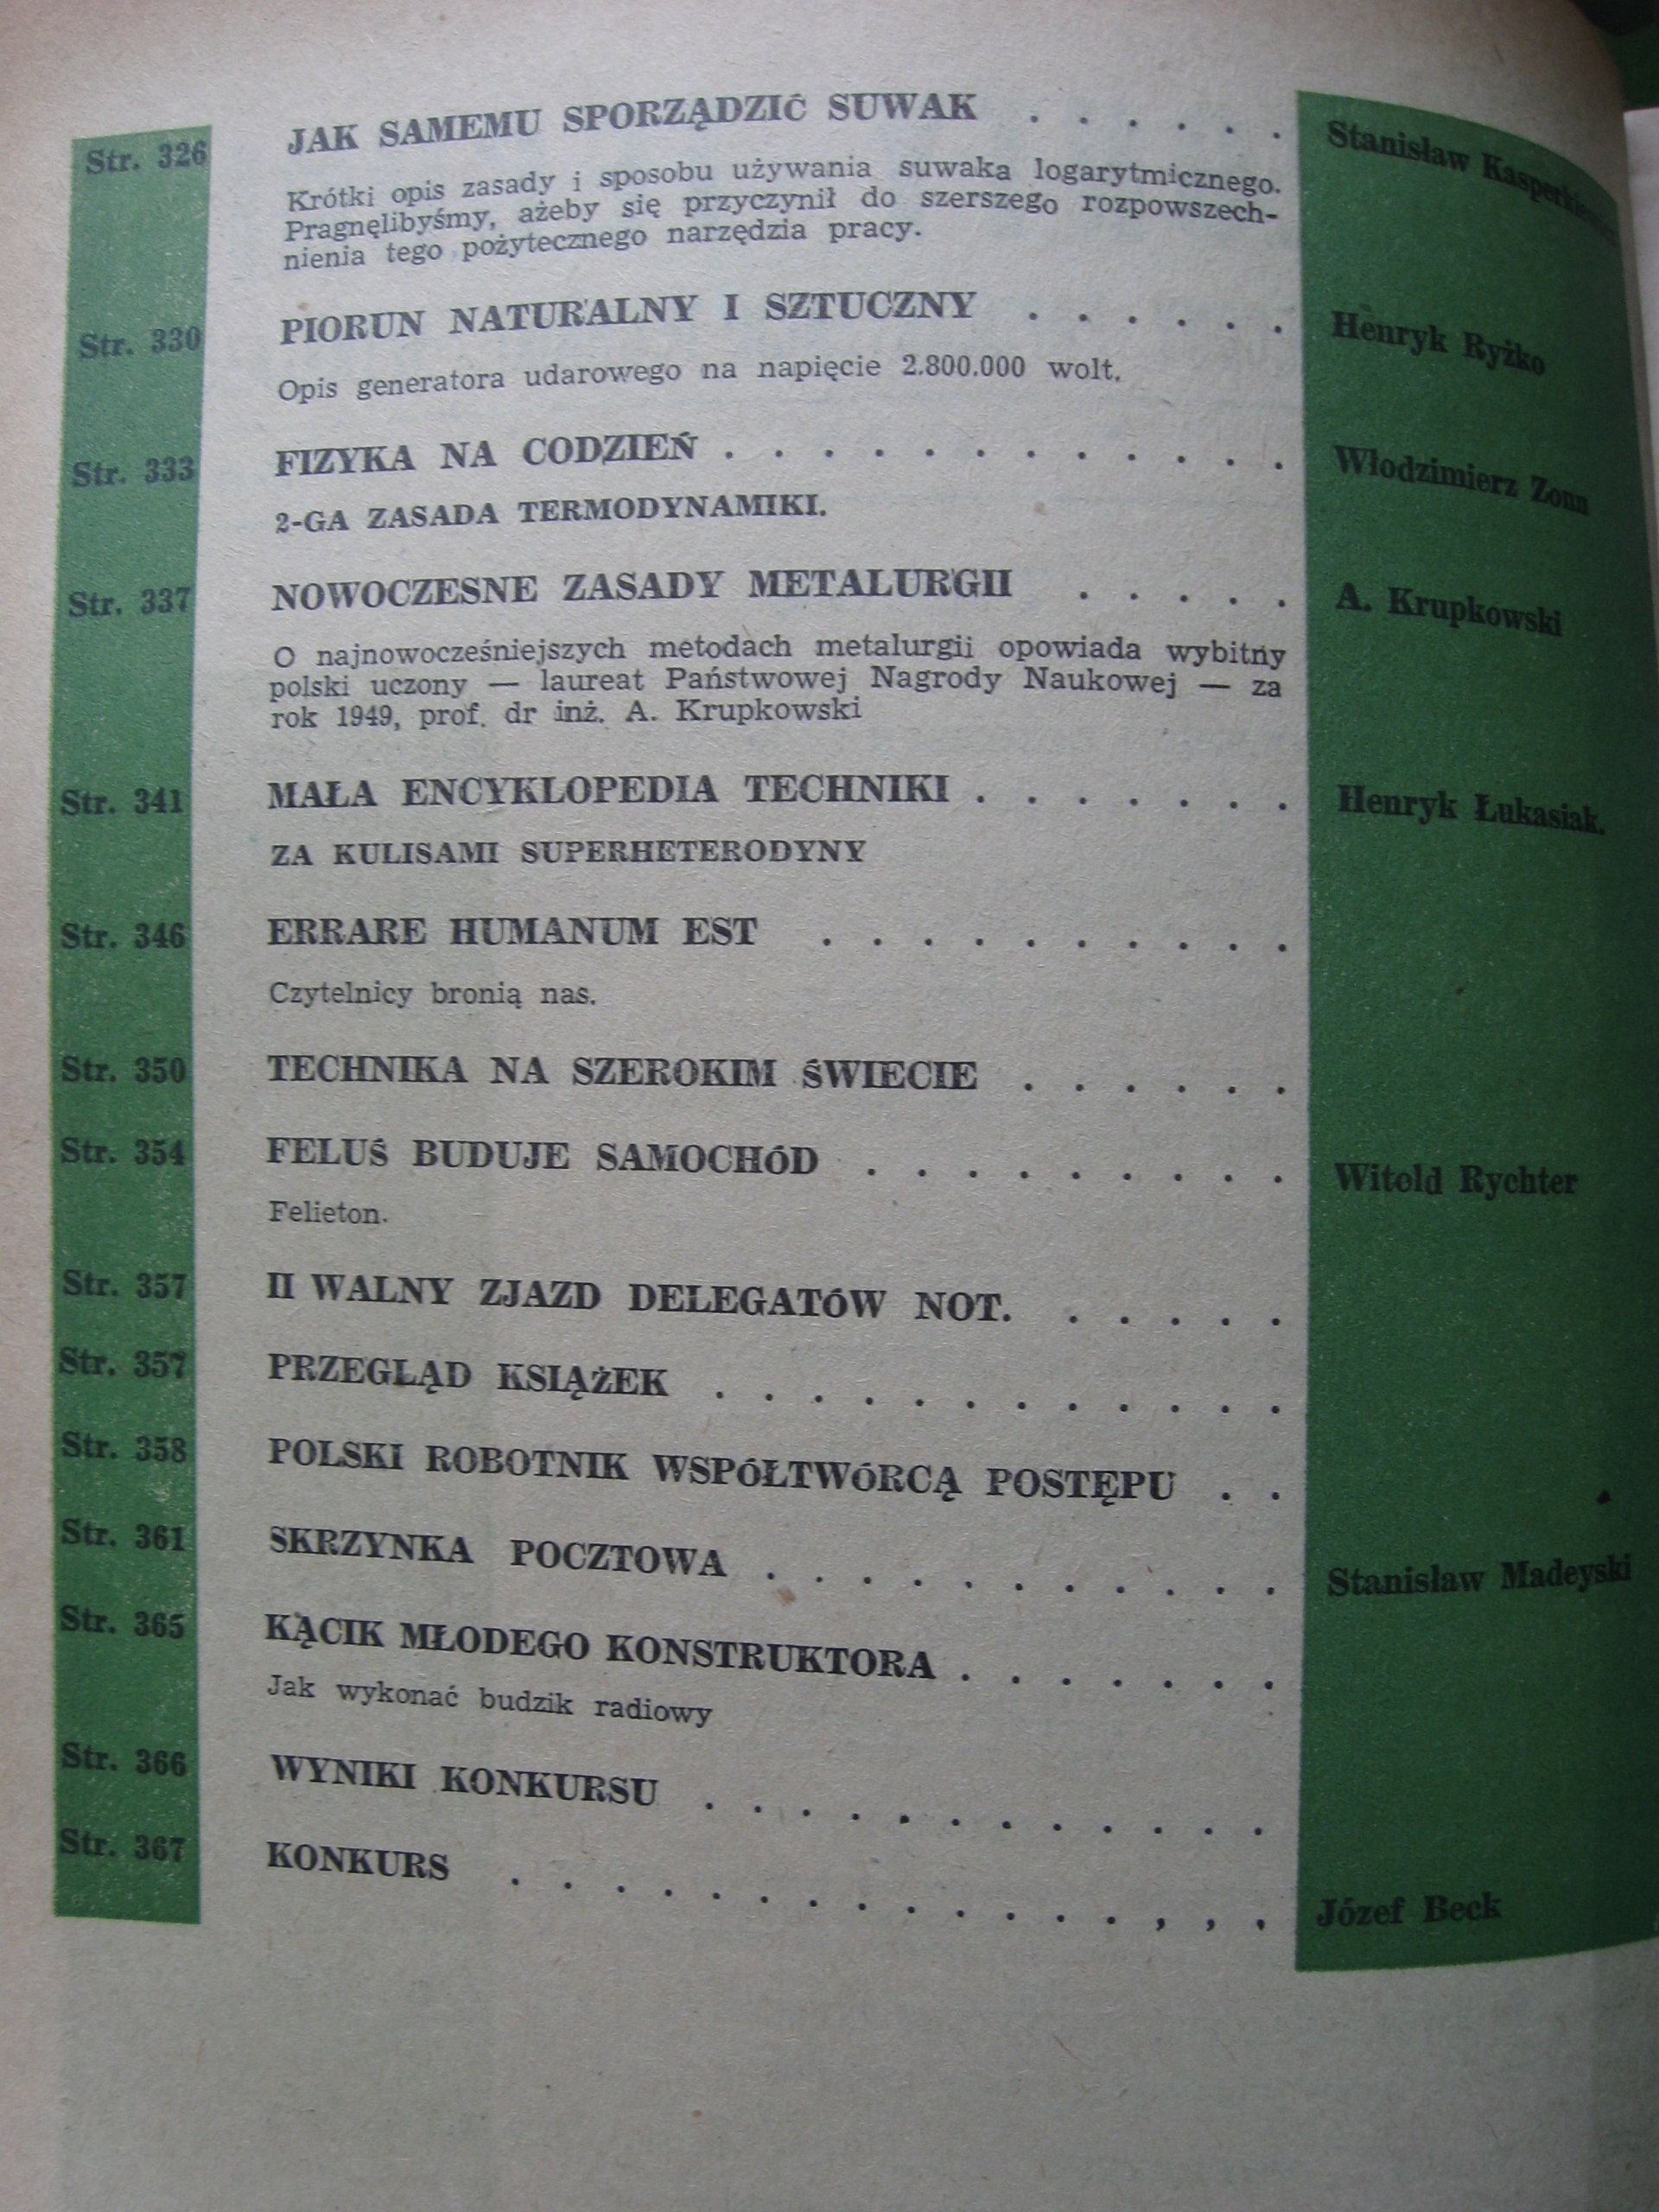 Str. 326 JAK SAMEMU SPORZĄDZIĆ SUWAK . . . . . . Stanisław
Krótki opis zasady i sposobu używania suwaka logarytmicznego.
Pragnęlibyśmy, ażeby się przyczynił do szerszego rozpowszech-
nienia tego pożytecznego narzędzia pracy.
Str. 330 PIORUN NATURALNY I SZTUCZNY . . . . . . Henryk Ryżko
Opis generatora udarowego na napięcie 2.800.000 wolt.
Str. 333 FIZYKA NA CODZIEŃ . . . . . . . . . . . . Włodzimierz Zonn
2-GA ZASADA TERMODYNAMIKI.
Str. 337 NOWOCZESNE ZASADY METALURGII . . . . . A. Krupkowski
O najnowocześniejszych metodach metalurgii opowiada wybitny
polski uczony — laureat Państwowej Nagrody Naukowej — za
rok 1949, prof. dr inż. A. Krupkowski
Str. 341 MAŁA ENCYKLOPEDIA TECHNIKI . . . . . . . Henryk Łukasiak.
ZA KULISAMI SUPERHETERODYNY
Str. 346 ERRARE HUMANUM EST . . . . . . . . . .
Czytelnicy bronią nas.
Str. 350 TECHNIKA NA SZEROKIM ŚWIECIE . . . . . .
Str. 354 FELUŚ BUDUJE SAMOCHÓD . . . . . . . . . Witold Rychter
Felieton.
Str. 357 II WALNY ZJAZD DELEGATÓW NOT. . . . . .
Str. 357 PRZEGLĄD KSIĄŻEK . . . . . . . . . . . .
Str. 358 POLSKI ROBOTNIK WSPÓŁTWÓRCĄ POSTĘPU . .
Str. 361 SKRZYNKA POCZTOWA . . . . . . . . . . . Stanisław Madeyski
Str. 365 KĄCIK MŁODEGO KONSTRUKTORA . . . . . . .
Jak wykonać budzik radiowy
Str. 366 WYNIKI KONKURSU . . . . . . . . . . . .
Str. 367 KONKURS . . . . . . . . . . . . . , , , Józef Beck